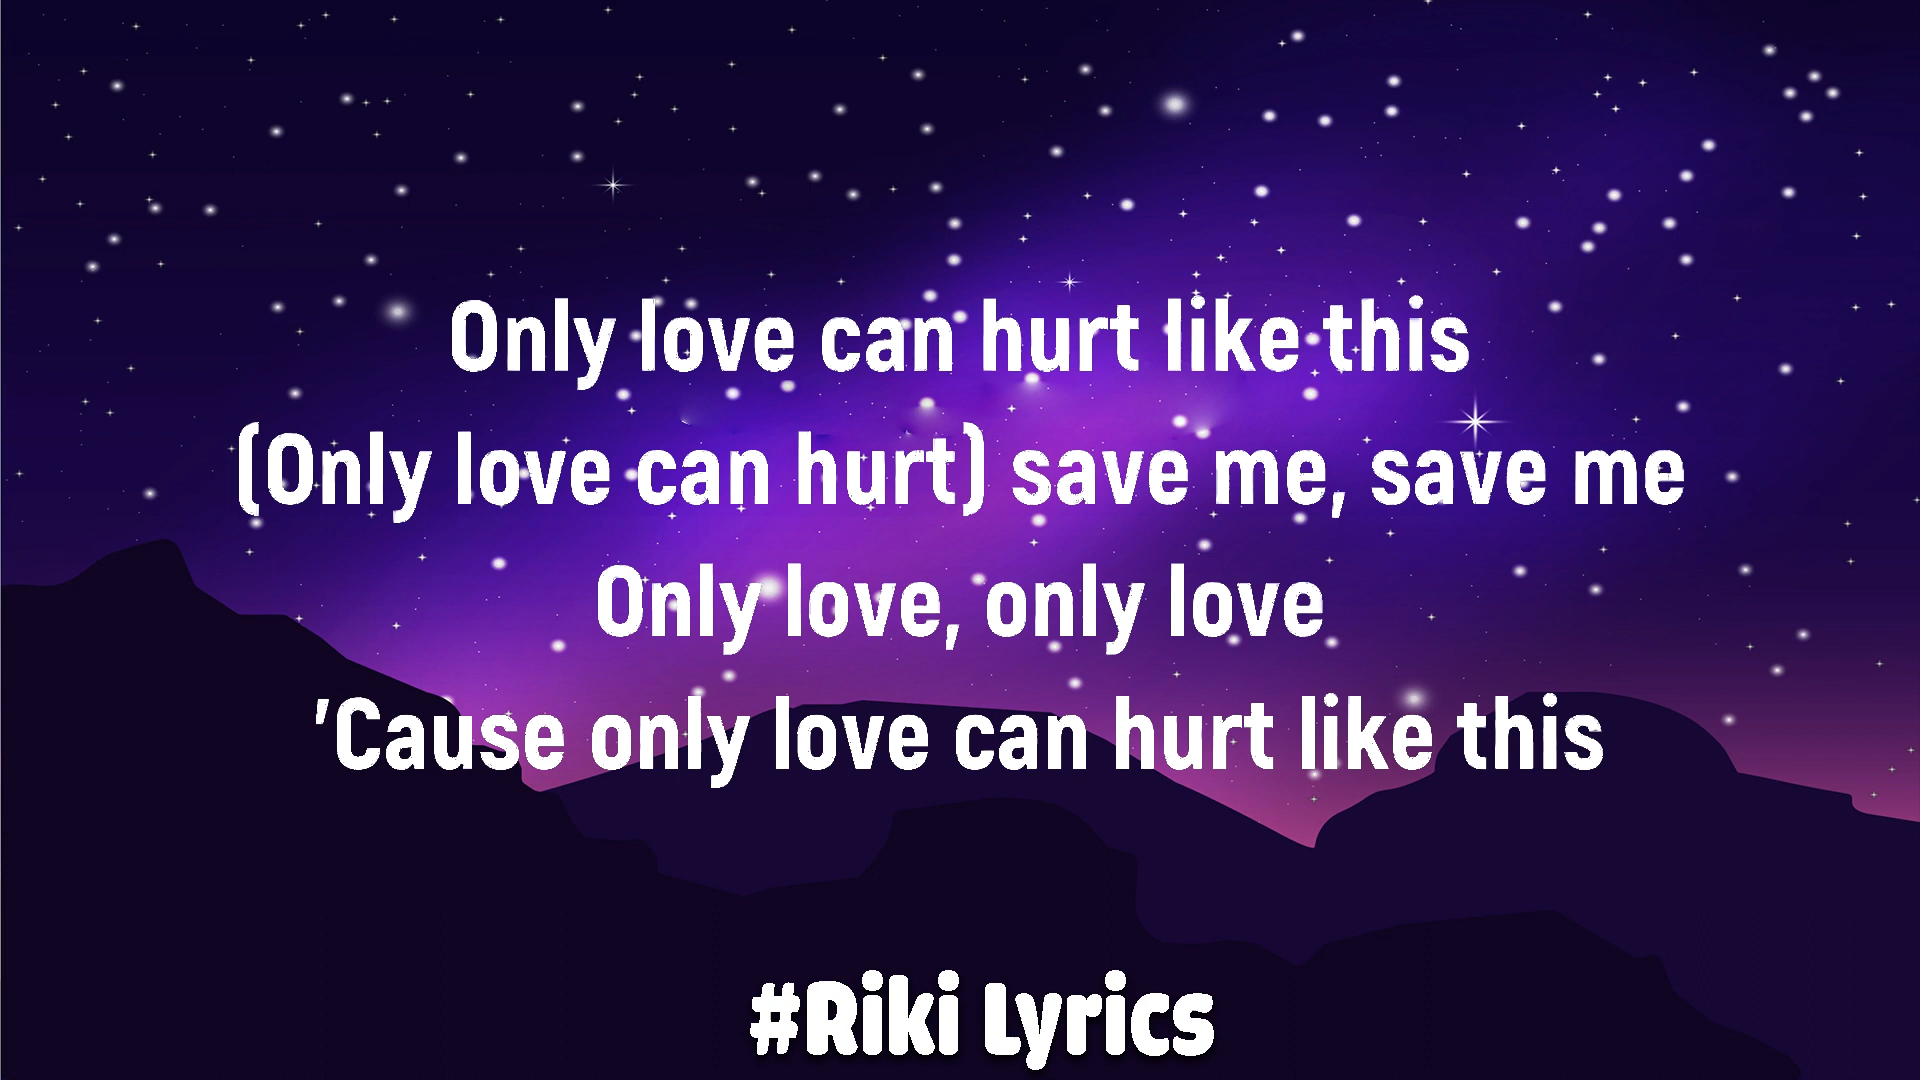 Only love can hurt like this
(Only love can hurt) save me, save me
Only love, only love
'Cause only love can hurt like this
#Riki Lyrics